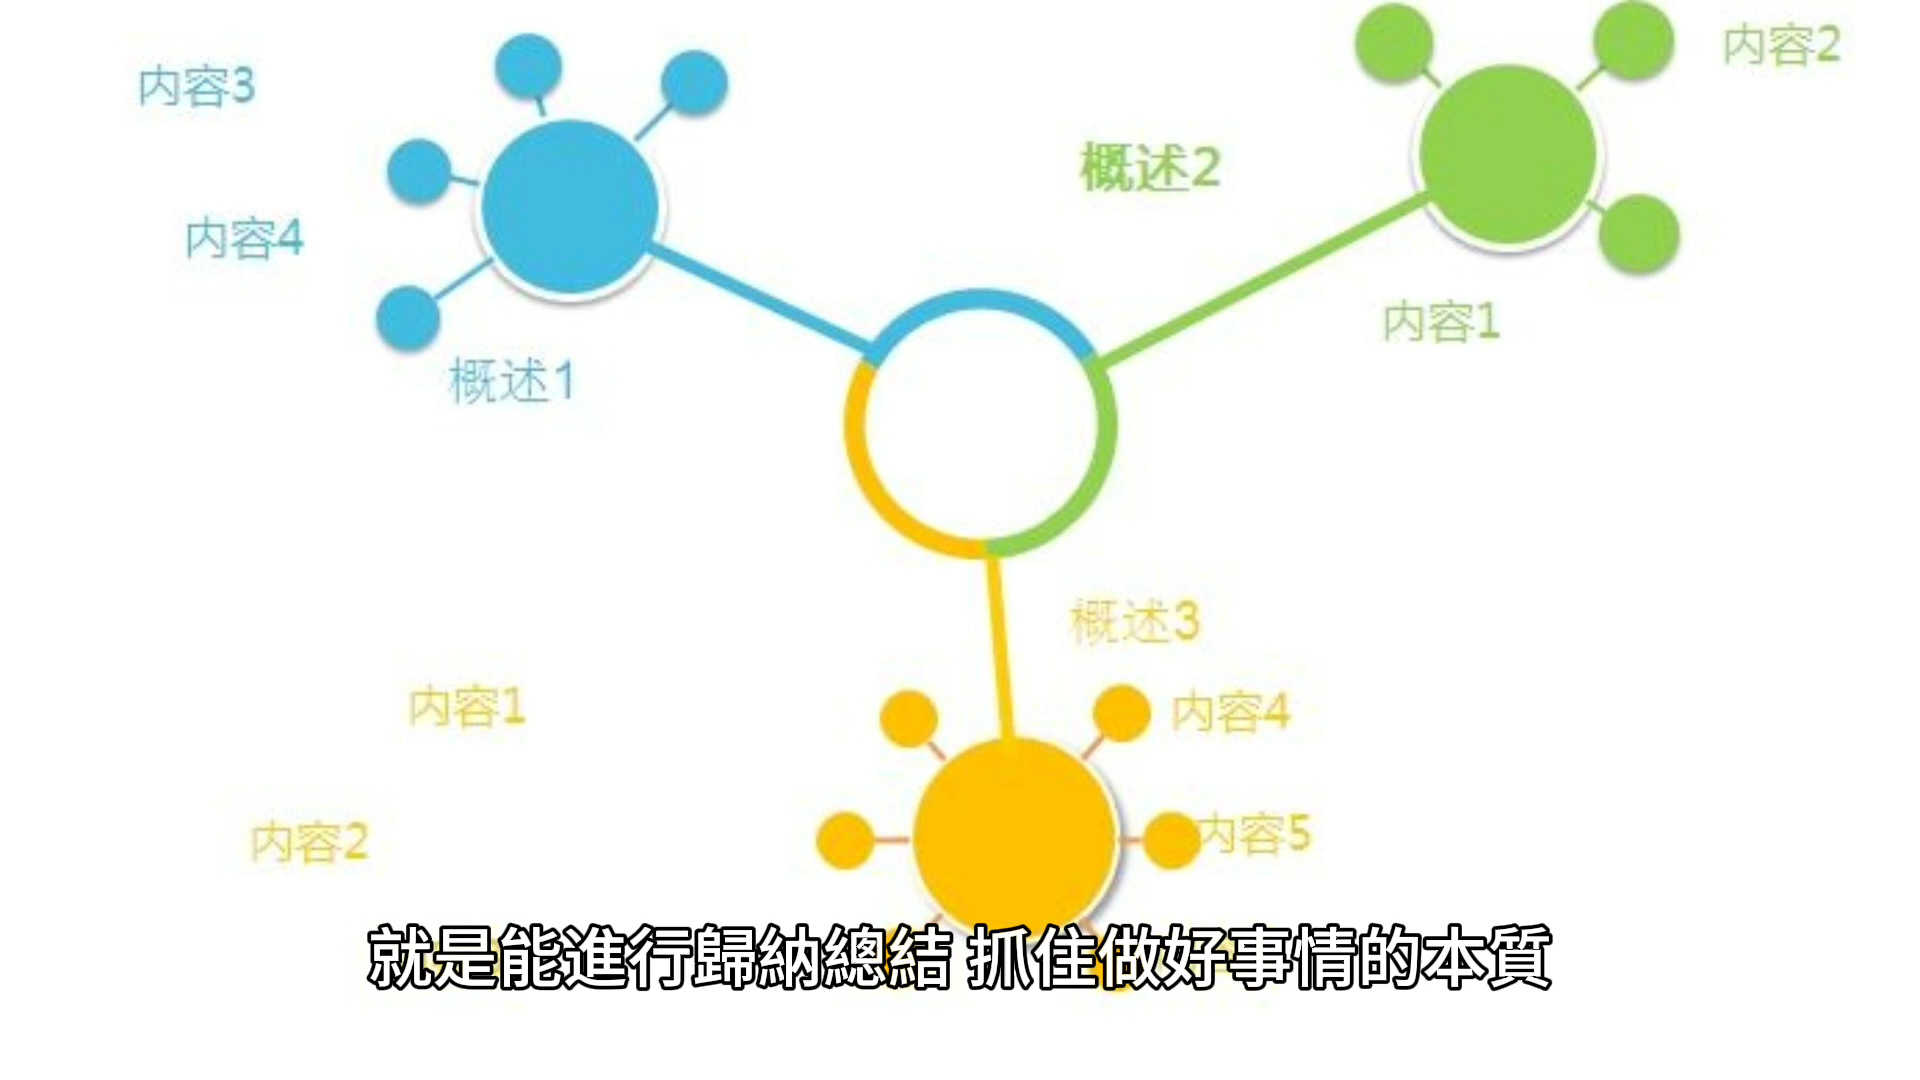 内容3
内容4
概述1
概述2
内容2
内容1
概述3
内容1
内容2
内容4
内容5
就是能進行歸納總結 抓住做好事情的本質